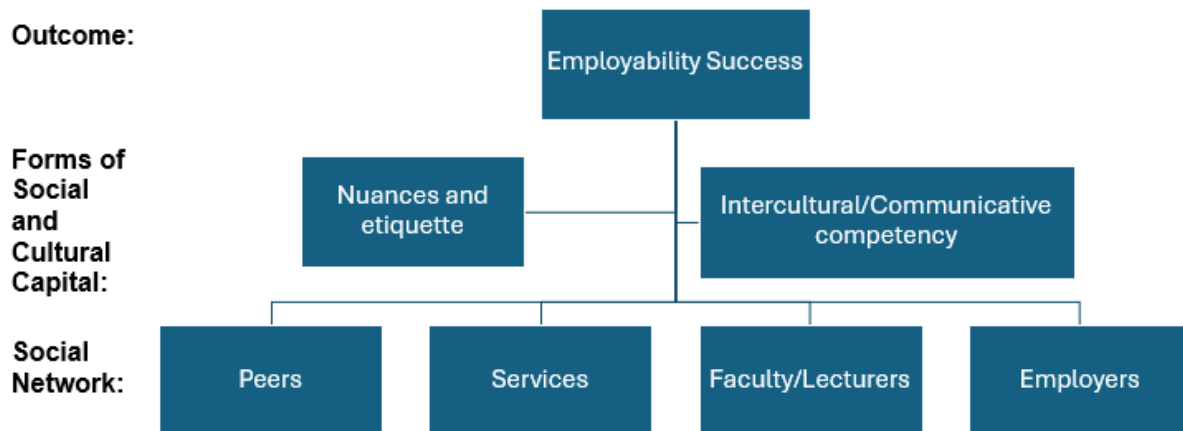 Outcome:
Employability Success
Forms of
Social
and
Cultural
Capital:
Nuances and
etiquette
Intercultural/Communicative
competency
Social
Network:
Peers
Services
Faculty/Lecturers
Employers